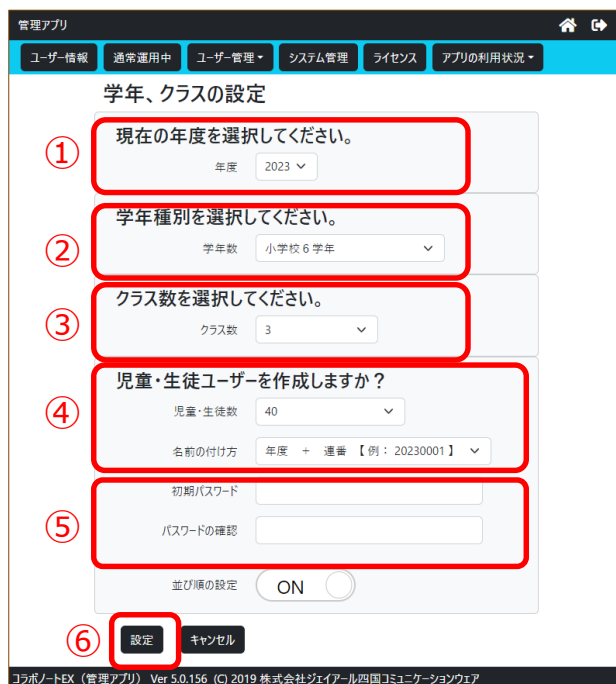 管理アプリ
ユーザー情報 通常運用中 ユーザー管理 システム管理 ライセンス アプリの利用状況
学年、クラスの設定
① 現在の年度を選択してください。
年度 2023
② 学年種別を選択してください。
学年数 小学校6学年
③ クラス数を選択してください。
クラス数 3
④ 児童・生徒ユーザーを作成しますか？
児童・生徒数 40
名前の付け方 年度 + 連番 【例：20230001】
⑤ 初期パスワード
パスワードの確認
並び順の設定 ON
⑥ 設定 キャンセル
コラボノートEX（管理アプリ） Ver 5.0.156 (C) 2019 株式会社ジェイアール四国コミュニケーションウェア